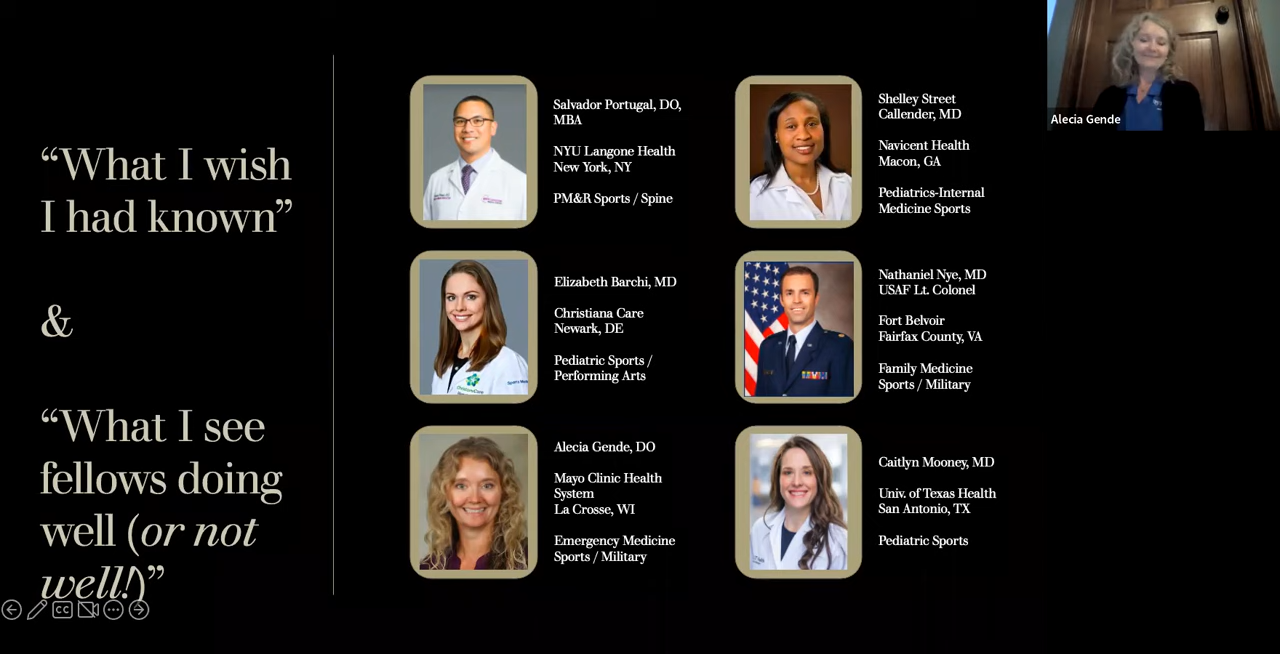 “What I wish
I had known”
&
“What I see
fellows doing
well (or not
well!)”
Salvador Portugal, DO,
MBA
NYU Langone Health
New York, NY
PM&R Sports / Spine
Shelley Street
Callender, MD
Navicent Health
Macon, GA
Pediatrics-Internal
Medicine Sports
Elizabeth Barchi, MD
Christiana Care
Newark, DE
Pediatric Sports /
Performing Arts
Nathaniel Nye, MD
USAF Lt. Colonel
Fort Belvoir
Fairfax County, VA
Family Medicine
Sports / Military
Alecia Gende, DO
Mayo Clinic Health
System
La Crosse, WI
Emergency Medicine
Sports / Military
Caitlyn Mooney, MD
Univ. of Texas Health
San Antonio, TX
Pediatric Sports
Alecia Gende
CC
ChristianaCare